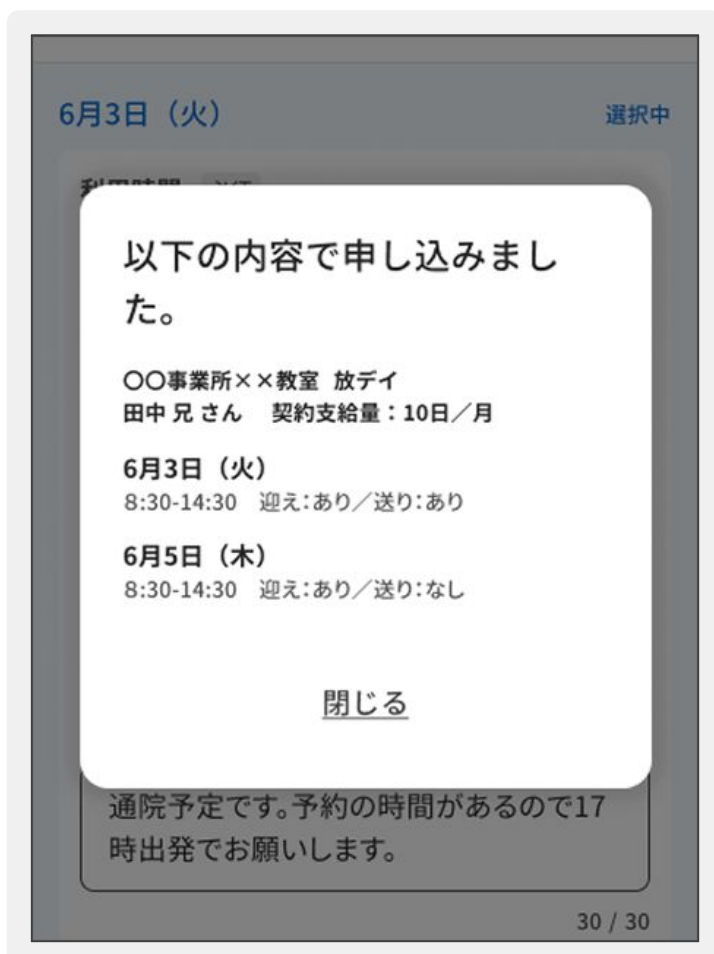 6月3日（火）
選択中
以下の内容で申し込みまし
た。
〇〇事業所××教室 放デイ
田中 兄 さん 契約支給量：10日／月
6月3日（火）
8:30-14:30 迎え:あり／送り:あり
6月5日（木）
8:30-14:30 迎え:あり／送り:なし
閉じる
通院予定です。予約の時間があるので17
時出発でお願いします。
30 / 30